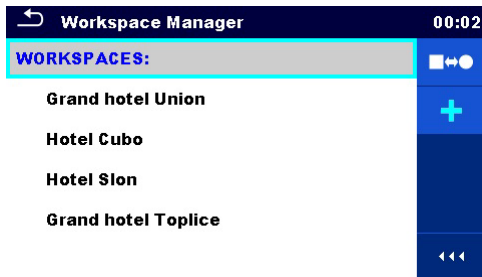 Workspace Manager 00:02
WORKSPACES:
Grand hotel Union
Hotel Cubo
Hotel Slon
Grand hotel Toplice